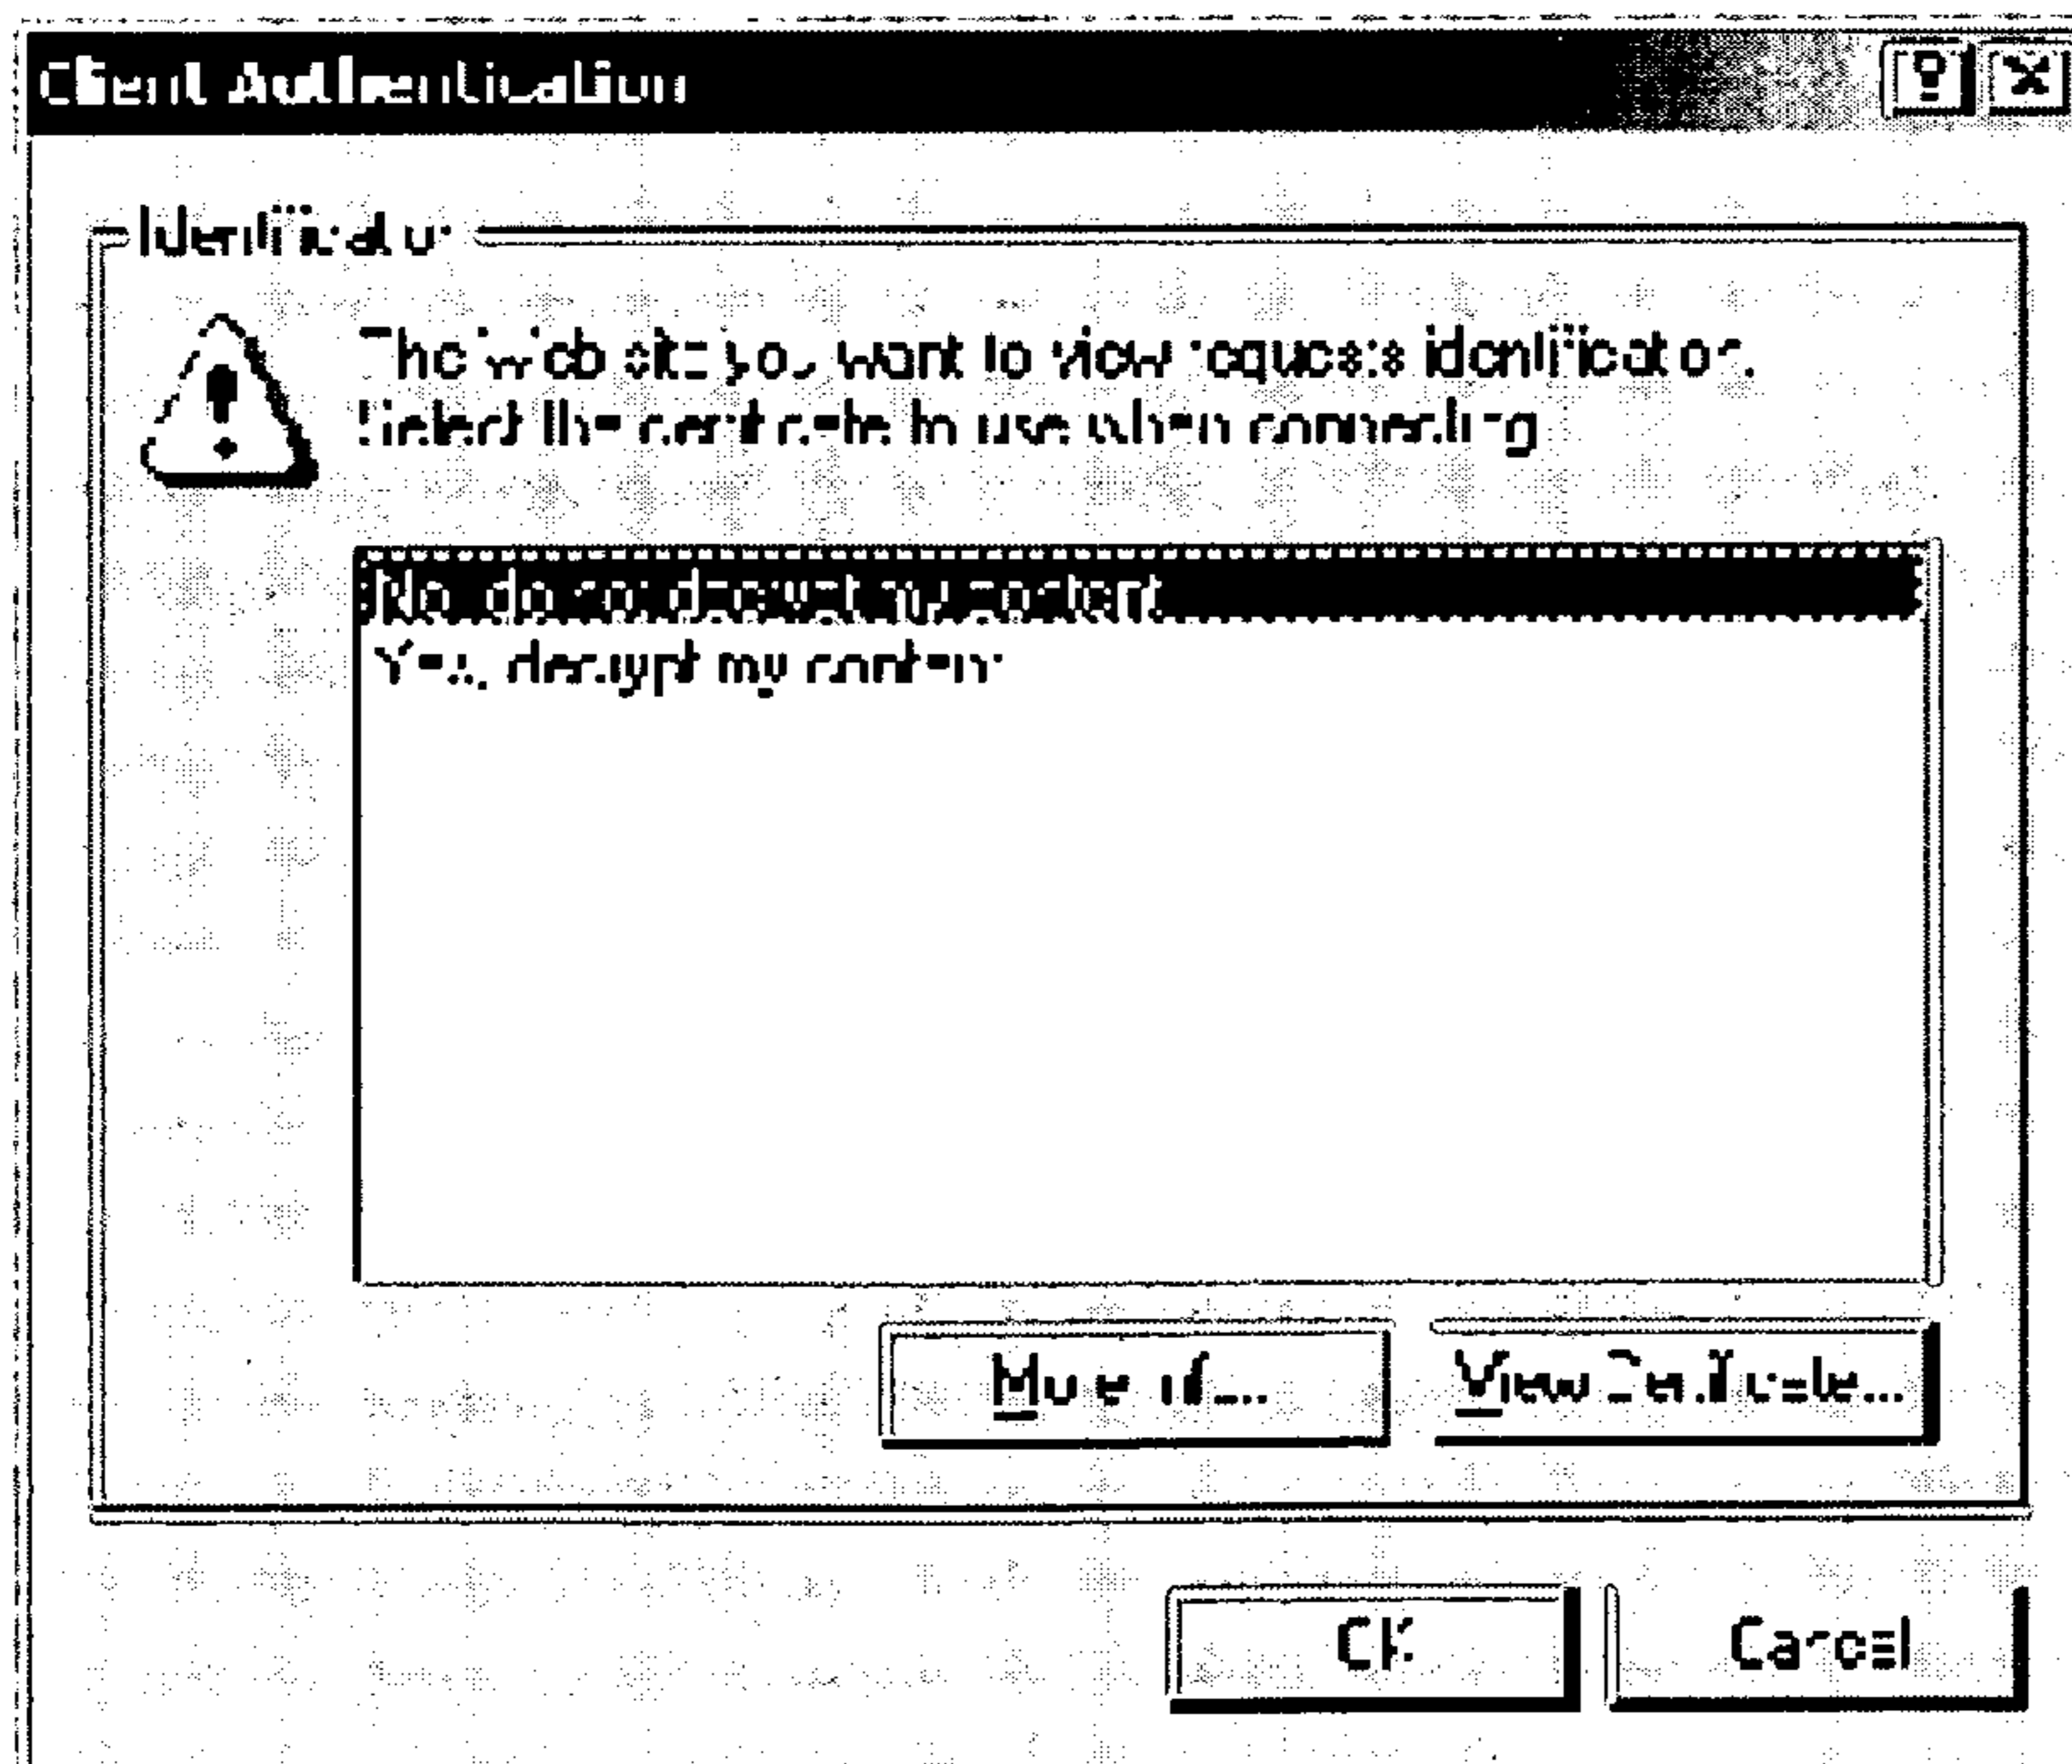 Client Authentication
Identification
The Web site you want to view requests identification.
Select the certificate to use when connecting.
No, do not decrypt my content
Yes, decrypt my content
More Info...
View Certificate...
OK
Cancel